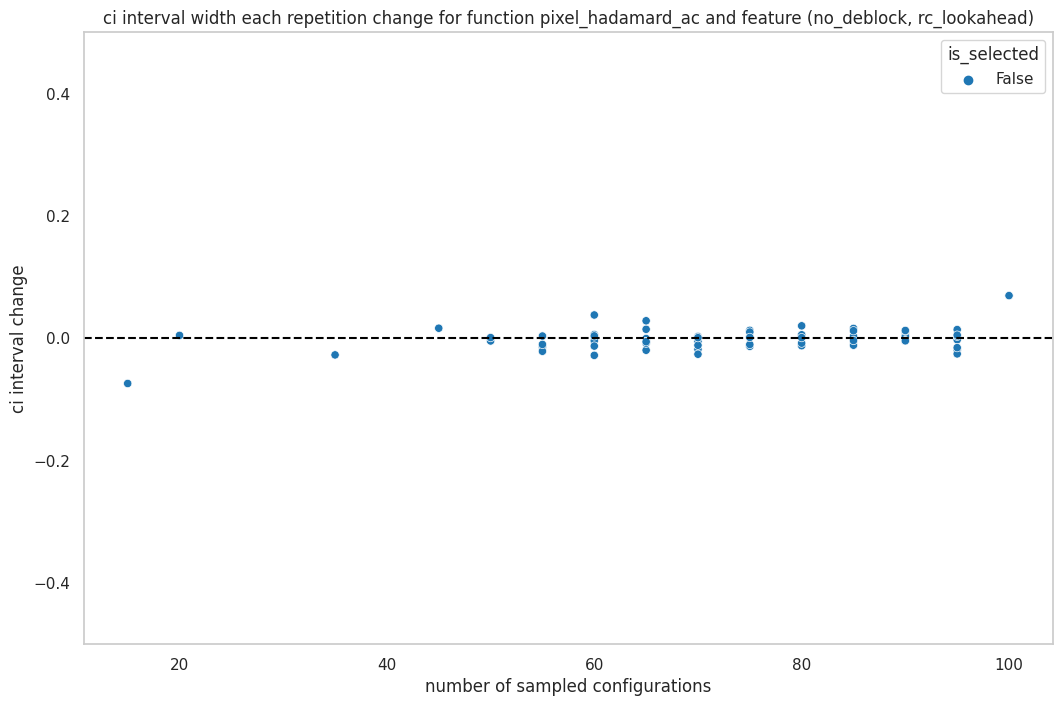 ci interval width each repetition change for function pixel_hadamard_ac and feature (no_deblock, rc_lookahead)
is_selected
False
0.4
0.2
0.0
−0.2
−0.4
ci interval change
20 40 60 80 100
number of sampled configurations